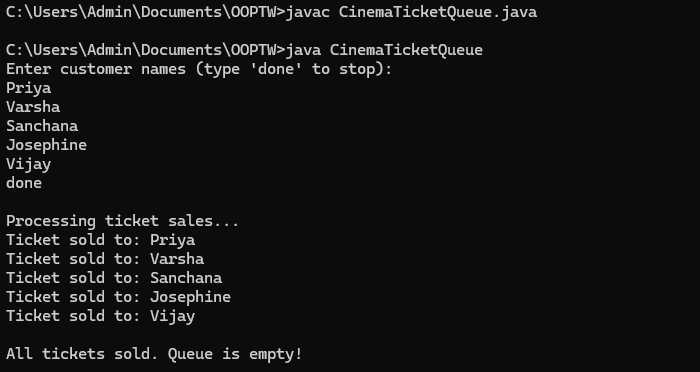 C:\Users\Admin\Documents\OOPTW>javac CinemaTicketQueue.java
C:\Users\Admin\Documents\OOPTW>java CinemaTicketQueue
Enter customer names (type 'done' to stop):
Priya
Varsha
Sanchana
Josephine
Vijay
done
Processing ticket sales...
Ticket sold to: Priya
Ticket sold to: Varsha
Ticket sold to: Sanchana
Ticket sold to: Josephine
Ticket sold to: Vijay
All tickets sold. Queue is empty!